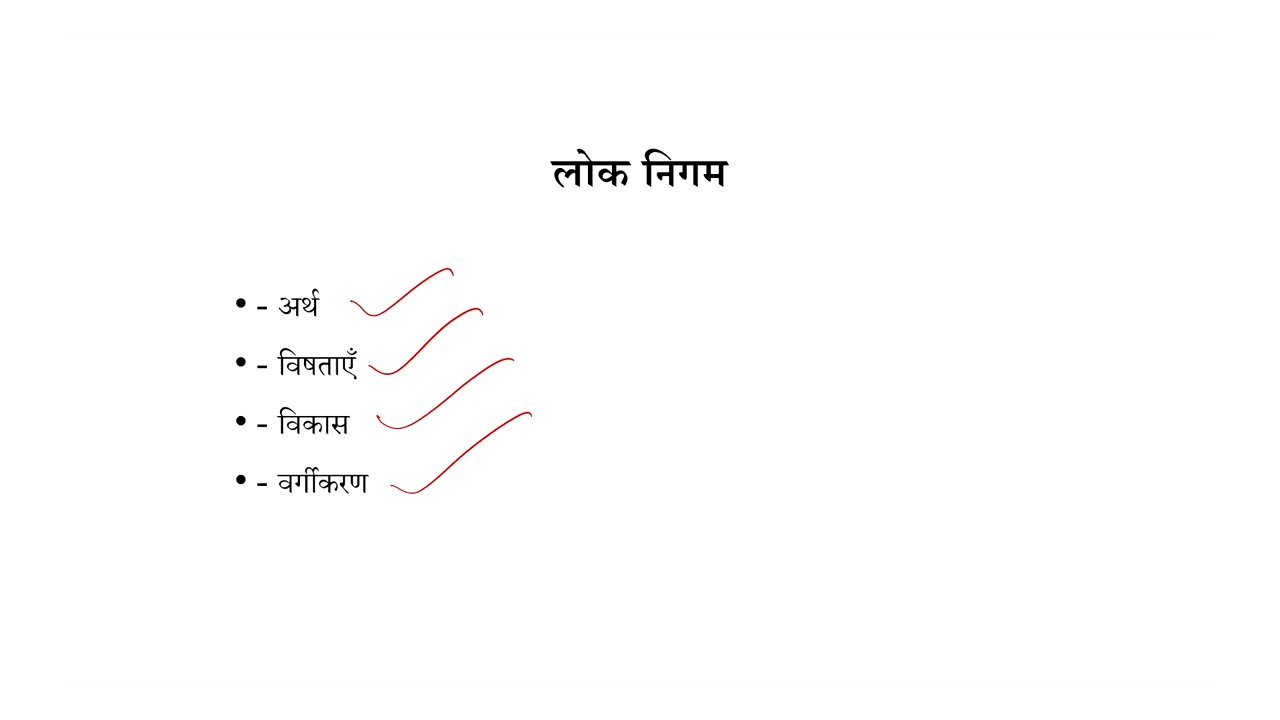 लोक निगम
• - अर्थ
• - विषताएँ
• - विकास
• - वर्गीकरण